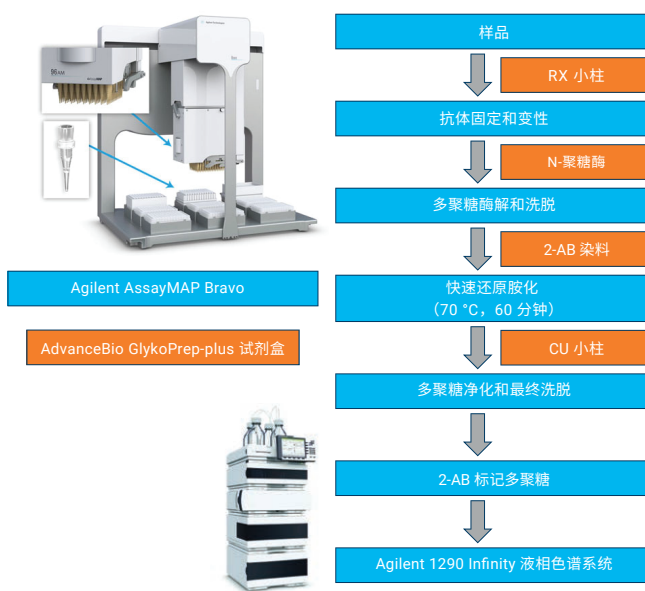 96AM
样品
RX 小柱
抗体固定和变性
N-聚糖酶
多聚糖酶解和洗脱
2-AB 染料
Agilent AssayMAP Bravo
快速还原胺化
（70 °C，60 分钟）
AdvanceBio GlykoPrep-plus 试剂盒
CU 小柱
多聚糖净化和最终洗脱
2-AB 标记多聚糖
Agilent 1290 Infinity 液相色谱系统